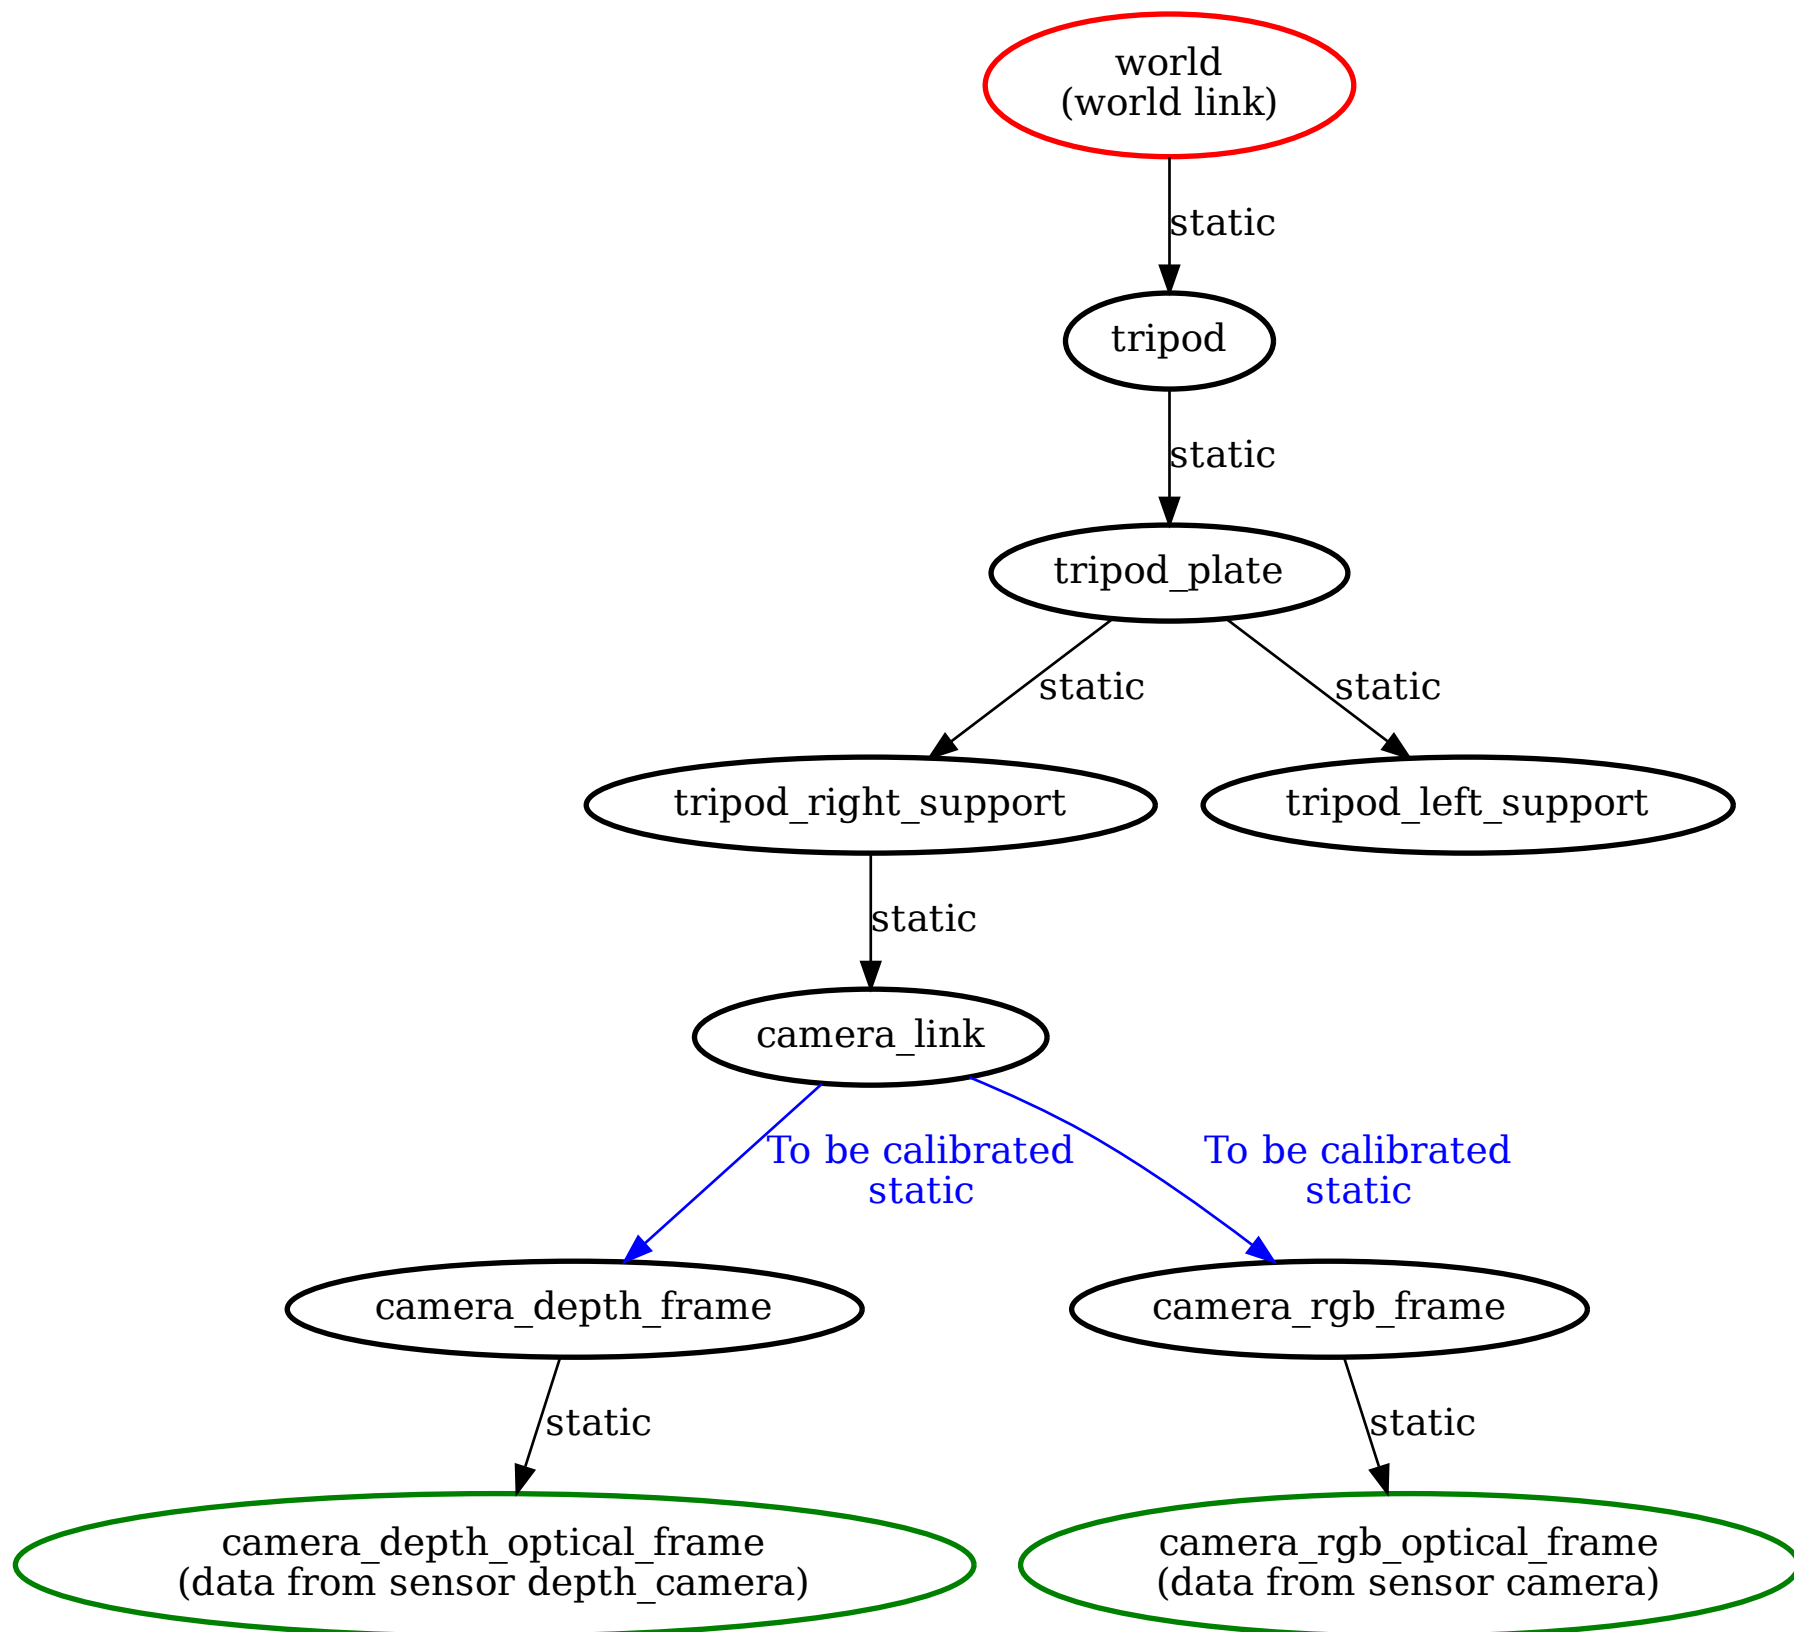 world
(world link)
static
tripod
static
tripod_plate
static
static
tripod_right_support
tripod_left_support
static
camera_link
To be calibrated
static
To be calibrated
static
camera_depth_frame
camera_rgb_frame
static
static
camera_depth_optical_frame
(data from sensor depth_camera)
camera_rgb_optical_frame
(data from sensor camera)